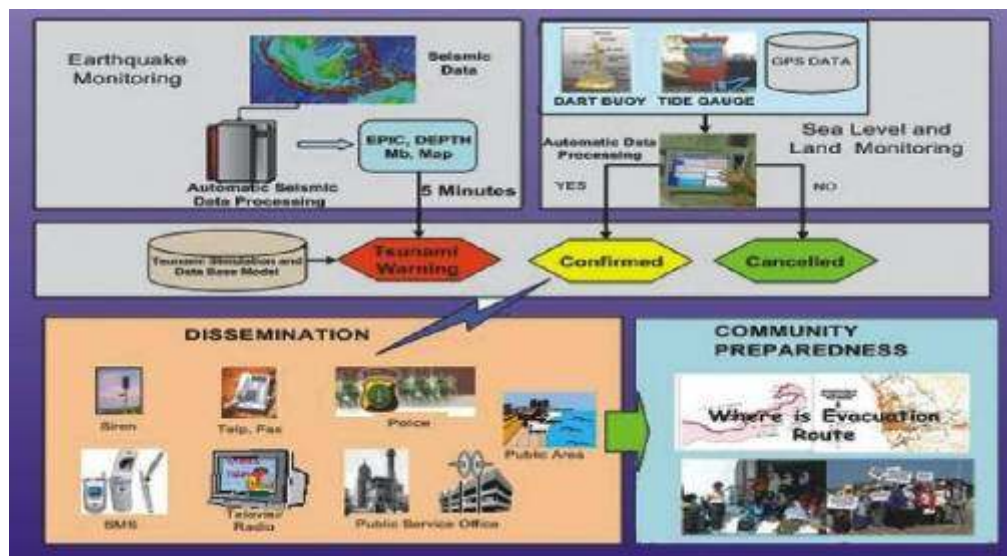 Earthquake
Monitoring
Seismic
Data
EPIC, DEPTH
Mb, Map
Automatic Seismic
Data Processing
5 Minutes
DART BUOY
TIDE GAUGE
GPS DATA
Automatic Data
Processing
Sea Level and
Land Monitoring
YES
NO
Tsunami Simulation and
Data Base Model
Tsunami
Warning
Confirmed
Cancelled
DISSEMINATION
Siren
Telp, Fax
Police
Public Area
SMS
Radio
Public Service Office
COMMUNITY
PREPAREDNESS
Where is Evacuation
Route